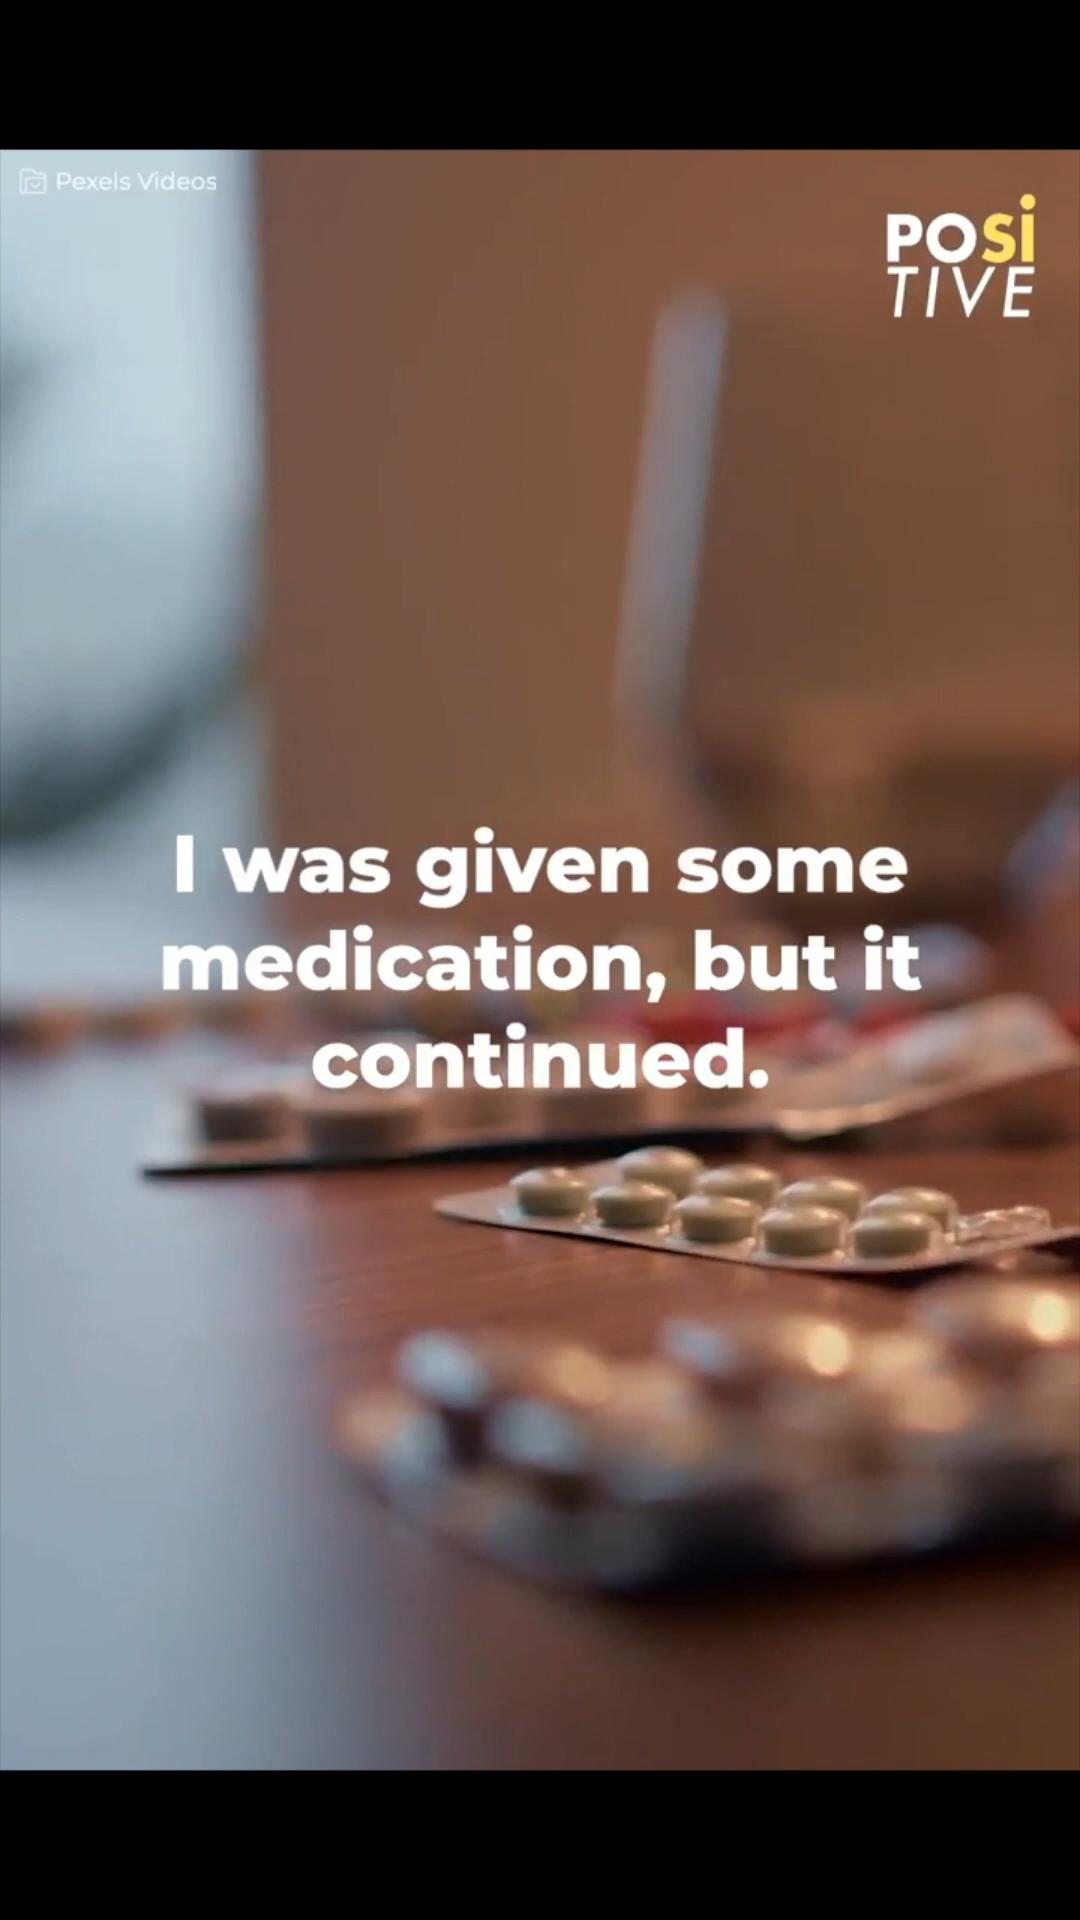 Pexels Videos
POSi
TIVE
I was given some
medication, but it
continued.